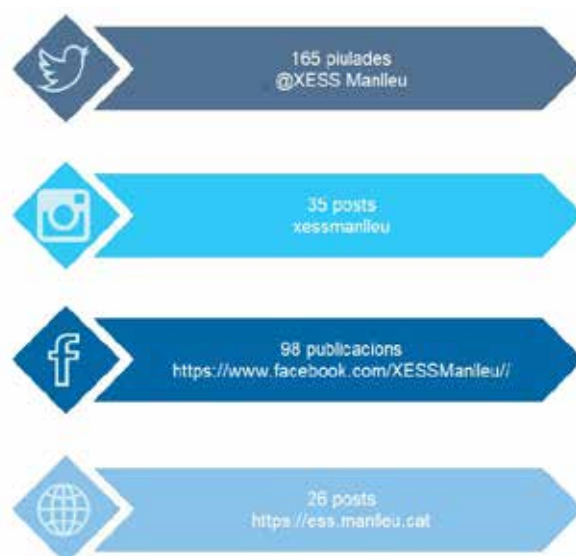 165 piulades
@XESS Manlleu
35 posts
xessmanlleu
98 publicacions
https://www.facebook.com/XESSManlleu//
26 posts
https://ess.manlleu.cat